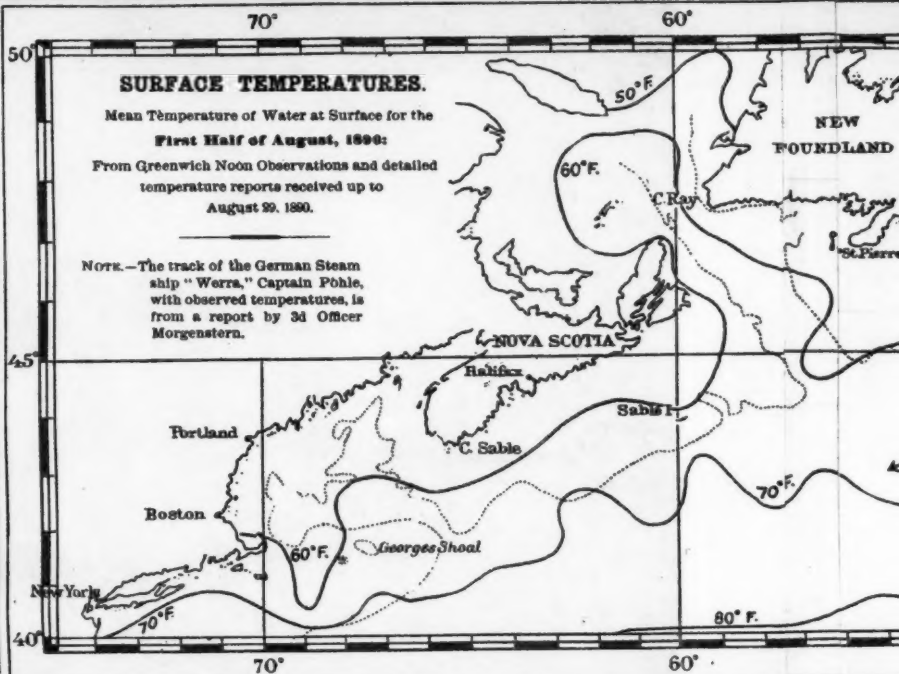 70°
60°
50°
SURFACE TEMPERATURES.
Mean Temperature of Water at Surface for the
First Half of August, 1890:
From Greenwich Noon Observations and detailed
temperature reports received up to
August 29, 1890.
NOTE.—The track of the German Steam
ship "Werra," Captain Pohle,
with observed temperatures, is
from a report by 3d Officer
Morgenstern.
50°F.
NEW
FOUNDLAND
60°F.
C. Ray
St. Pierre
45°
NOVA SCOTIA
Halifax
Sable I
Portland
C. Sable
70°F.
Boston
60°F.
Georges Shoal
New York
70°F.
80°F.
40°
70°
60°